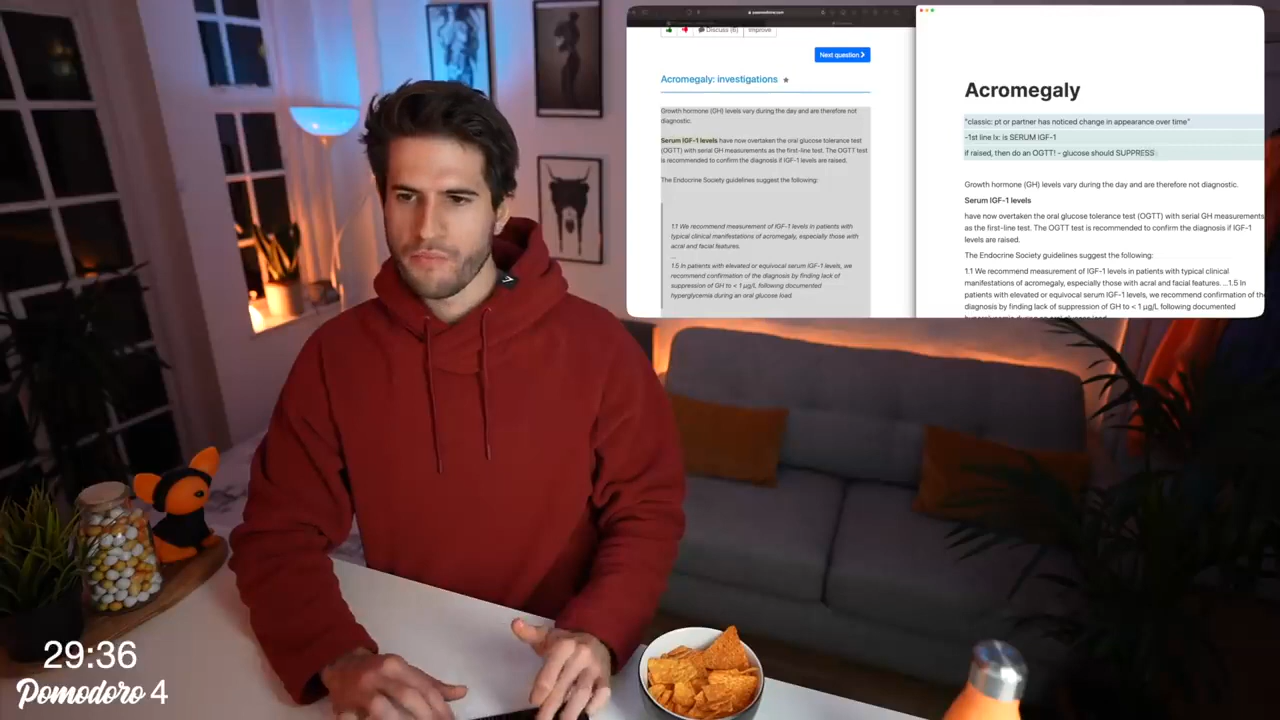 passmedicine.com
Discuss (6)
Improve
Next question
Acromegaly: investigations
Growth hormone (GH) levels vary during the day and are therefore not
diagnostic.
Serum IGF-1 levels have now overtaken the oral glucose tolerance test
(OGTT) with serial GH measurements as the first-line test. The OGTT test
is recommended to confirm the diagnosis if IGF-1 levels are raised.
The Endocrine Society guidelines suggest the following:
1.1 We recommend measurement of IGF-1 levels in patients with
typical clinical manifestations of acromegaly, especially those with
acral and facial features.
...
1.5 In patients with elevated or equivocal serum IGF-1 levels, we
recommend confirmation of the diagnosis by finding lack of
suppression of GH to < 1 μg/L following documented
hyperglycemia during an oral glucose load.
Acromegaly
"classic: pt or partner has noticed change in appearance over time"
-1st line Ix: is SERUM IGF-1
if raised, then do an OGTT! - glucose should SUPPRESS
Growth hormone (GH) levels vary during the day and are therefore not diagnostic.
Serum IGF-1 levels
have now overtaken the oral glucose tolerance test (OGTT) with serial GH measurements
as the first-line test. The OGTT test is recommended to confirm the diagnosis if IGF-1
levels are raised.
The Endocrine Society guidelines suggest the following:
1.1 We recommend measurement of IGF-1 levels in patients with typical clinical
manifestations of acromegaly, especially those with acral and facial features. ...1.5 In
patients with elevated or equivocal serum IGF-1 levels, we recommend confirmation of the
diagnosis by finding lack of suppression of GH to < 1 μg/L following documented
29:36
Pomodoro 4